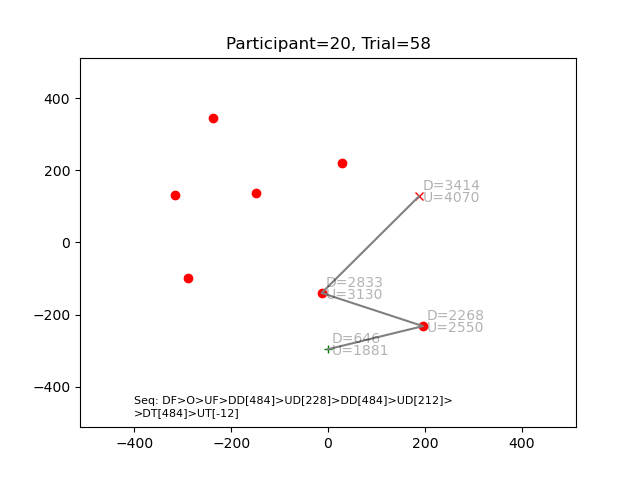 Participant=20, Trial=58
400
200
0
−200
−400
D=3414
U=4070
D=2833
U=3130
D=2268
U=2550
D=646
U=1881
Seq: DF>O>UF>DD[484]>UD[228]>DD[484]>UD[212]>
>DT[484]>UT[-12]
−400 −200 0 200 400